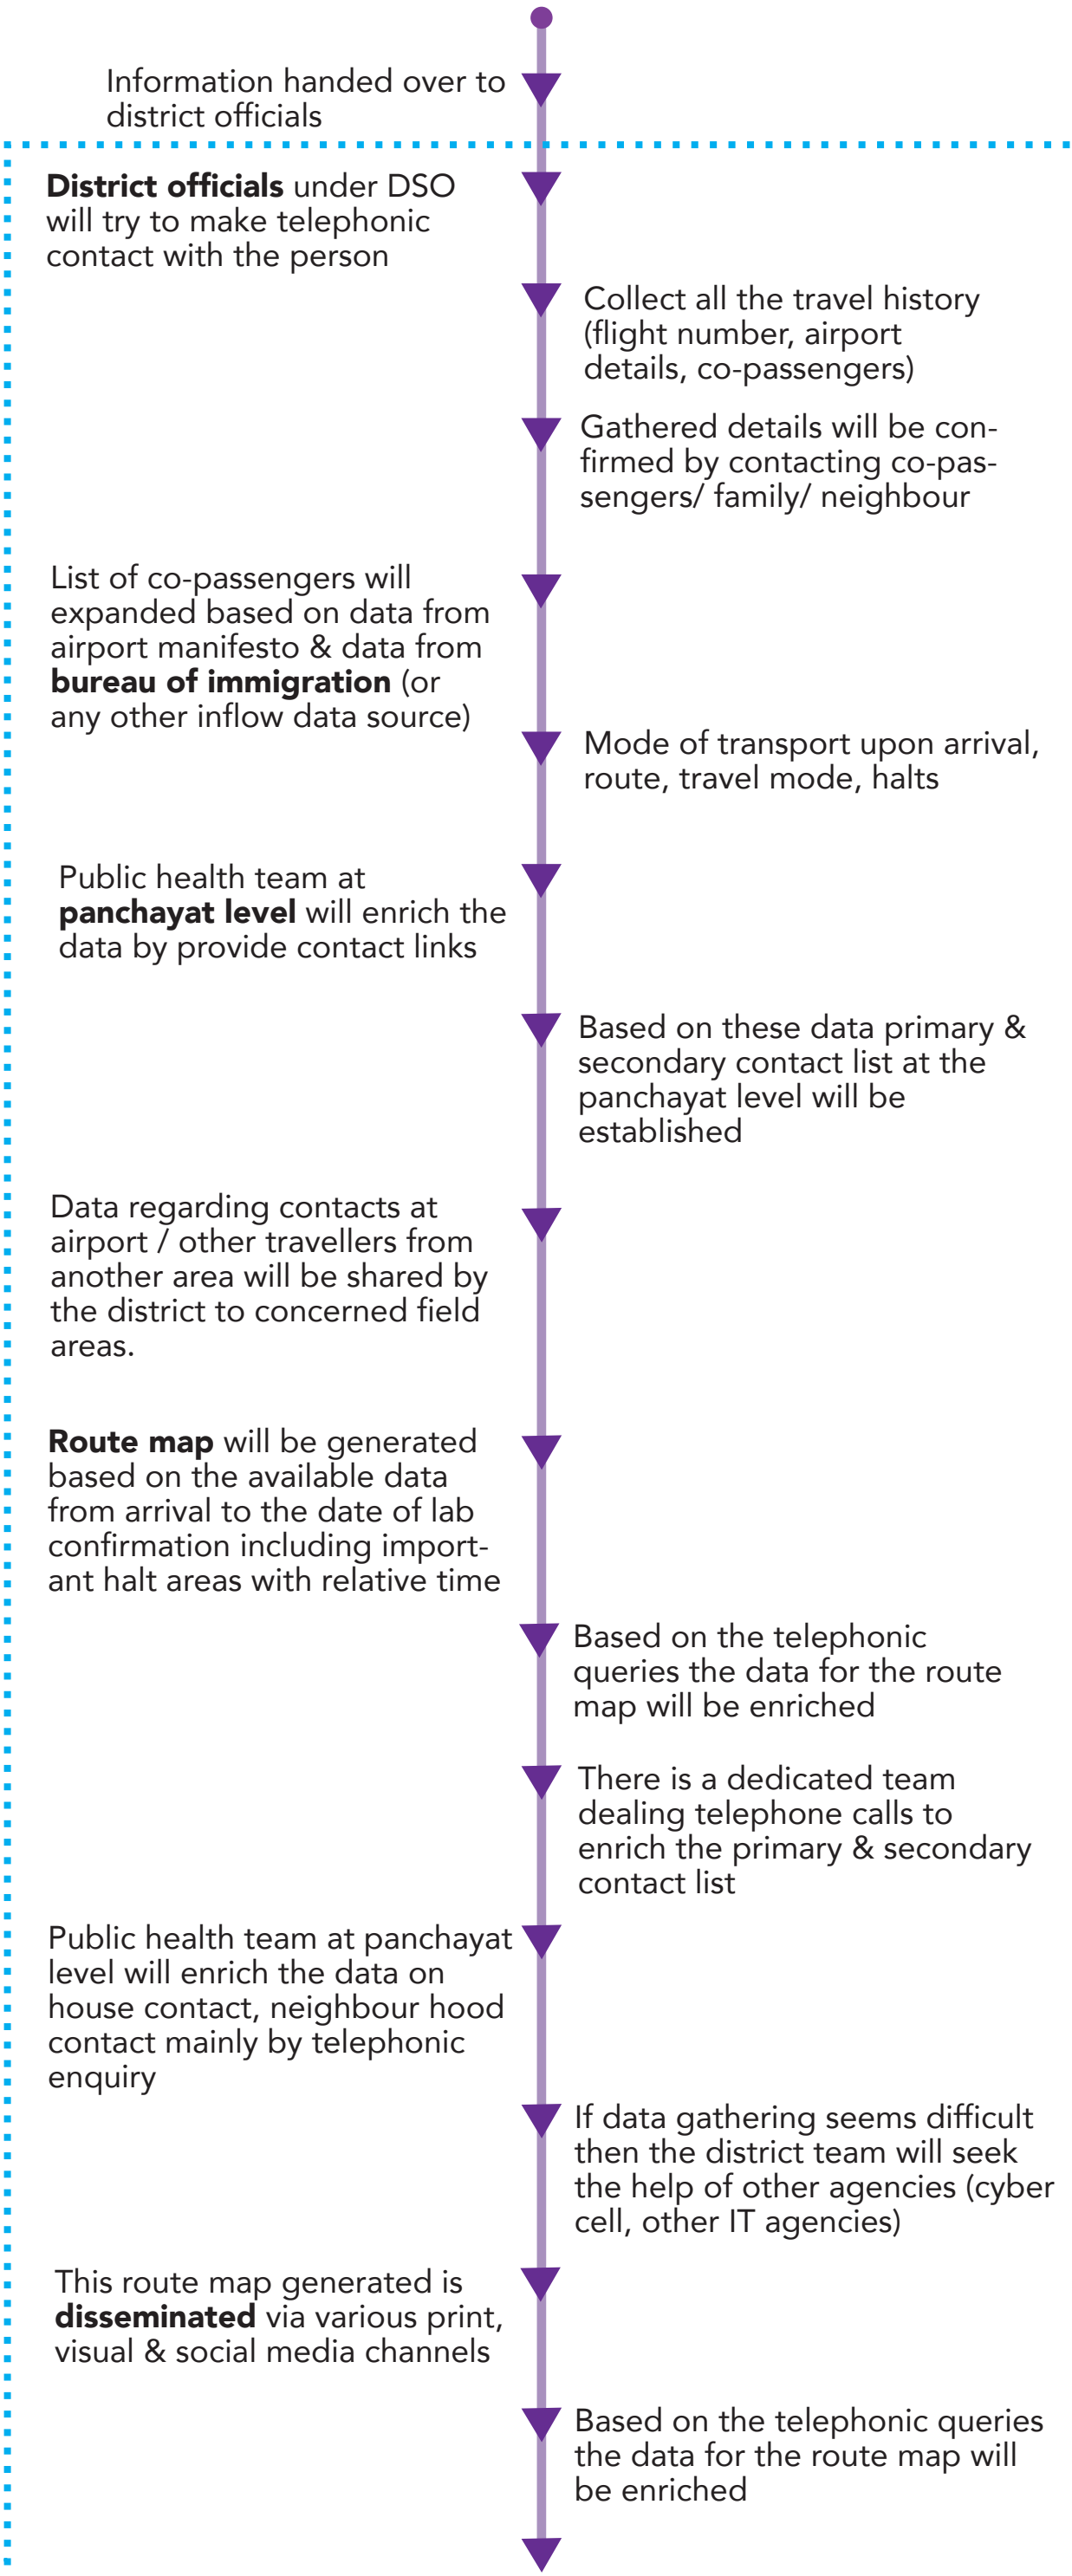 Information handed over to
district officials
District officials under DSO
will try to make telephonic
contact with the person
Collect all the travel history
(flight number, airport
details, co-passengers)
Gathered details will be con-
firmed by contacting co-pas-
sengers/ family/ neighbour
List of co-passengers will
expanded based on data from
airport manifesto & data from
bureau of immigration (or
any other inflow data source)
Mode of transport upon arrival,
route, travel mode, halts
Public health team at
panchayat level will enrich the
data by provide contact links
Based on these data primary &
secondary contact list at the
panchayat level will be
established
Data regarding contacts at
airport / other travellers from
another area will be shared by
the district to concerned field
areas.
Route map will be generated
based on the available data
from arrival to the date of lab
confirmation including import-
ant halt areas with relative time
Based on the telephonic
queries the data for the route
map will be enriched
There is a dedicated team
dealing telephone calls to
enrich the primary & secondary
contact list
Public health team at panchayat
level will enrich the data on
house contact, neighbour hood
contact mainly by telephonic
enquiry
If data gathering seems difficult
then the district team will seek
the help of other agencies (cyber
cell, other IT agencies)
This route map generated is
disseminated via various print,
visual & social media channels
Based on the telephonic queries
the data for the route map will
be enriched